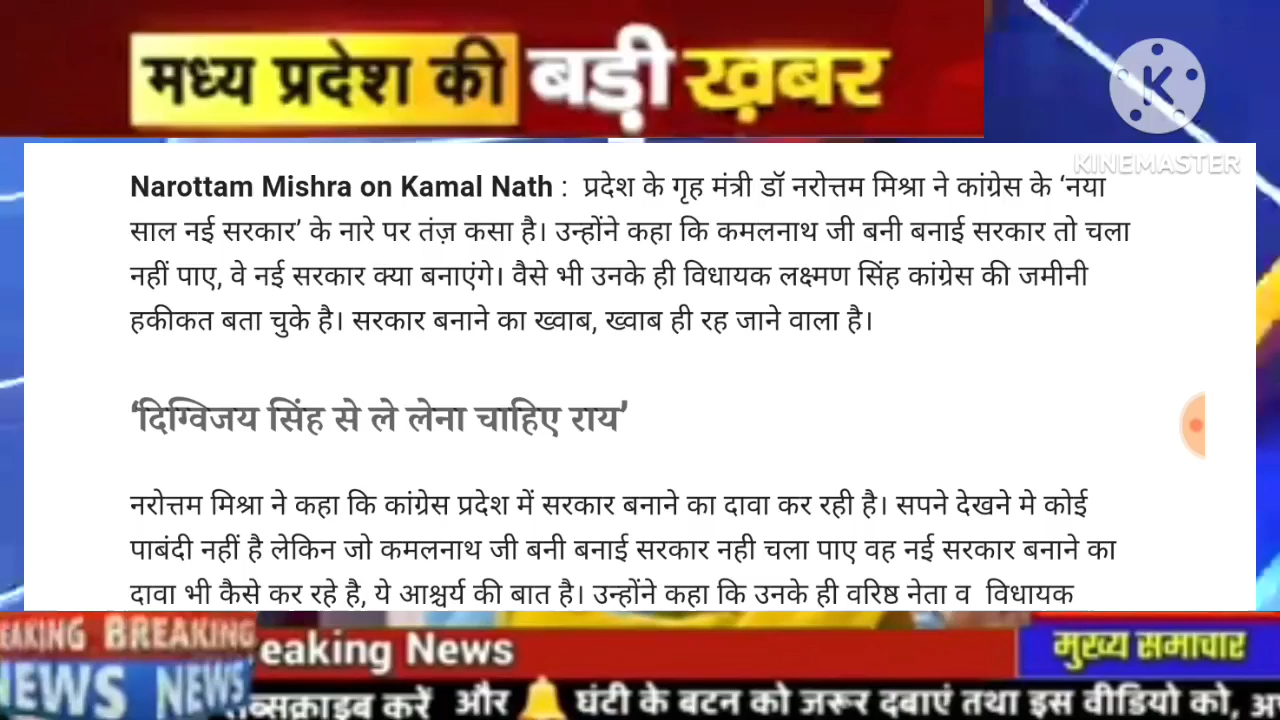 मध्य प्रदेश की बड़ी ख़बर
K
KINEMASTER
Narottam Mishra on Kamal Nath : प्रदेश के गृह मंत्री डॉ नरोत्तम मिश्रा ने कांग्रेस के ‘नया
साल नई सरकार’ के नारे पर तंज़ कसा है। उन्होंने कहा कि कमलनाथ जी बनी बनाई सरकार तो चला
नहीं पाए, वे नई सरकार क्या बनाएंगे। वैसे भी उनके ही विधायक लक्ष्मण सिंह कांग्रेस की जमीनी
हकीकत बता चुके है। सरकार बनाने का ख्वाब, ख्वाब ही रह जाने वाला है।
‘दिग्विजय सिंह से ले लेना चाहिए राय’
नरोत्तम मिश्रा ने कहा कि कांग्रेस प्रदेश में सरकार बनाने का दावा कर रही है। सपने देखने मे कोई
पाबंदी नहीं है लेकिन जो कमलनाथ जी बनी बनाई सरकार नही चला पाए वह नई सरकार बनाने का
दावा भी कैसे कर रहे है, ये आश्चर्य की बात है। उन्होंने कहा कि उनके ही वरिष्ठ नेता व विधायक
EAKING BREAKING
NEWS NEWS
eaking News
मुख्य समाचार
ब्सक्राइब करें और घंटी के बटन को जरूर दबाएं तथा इस वीडियो को,